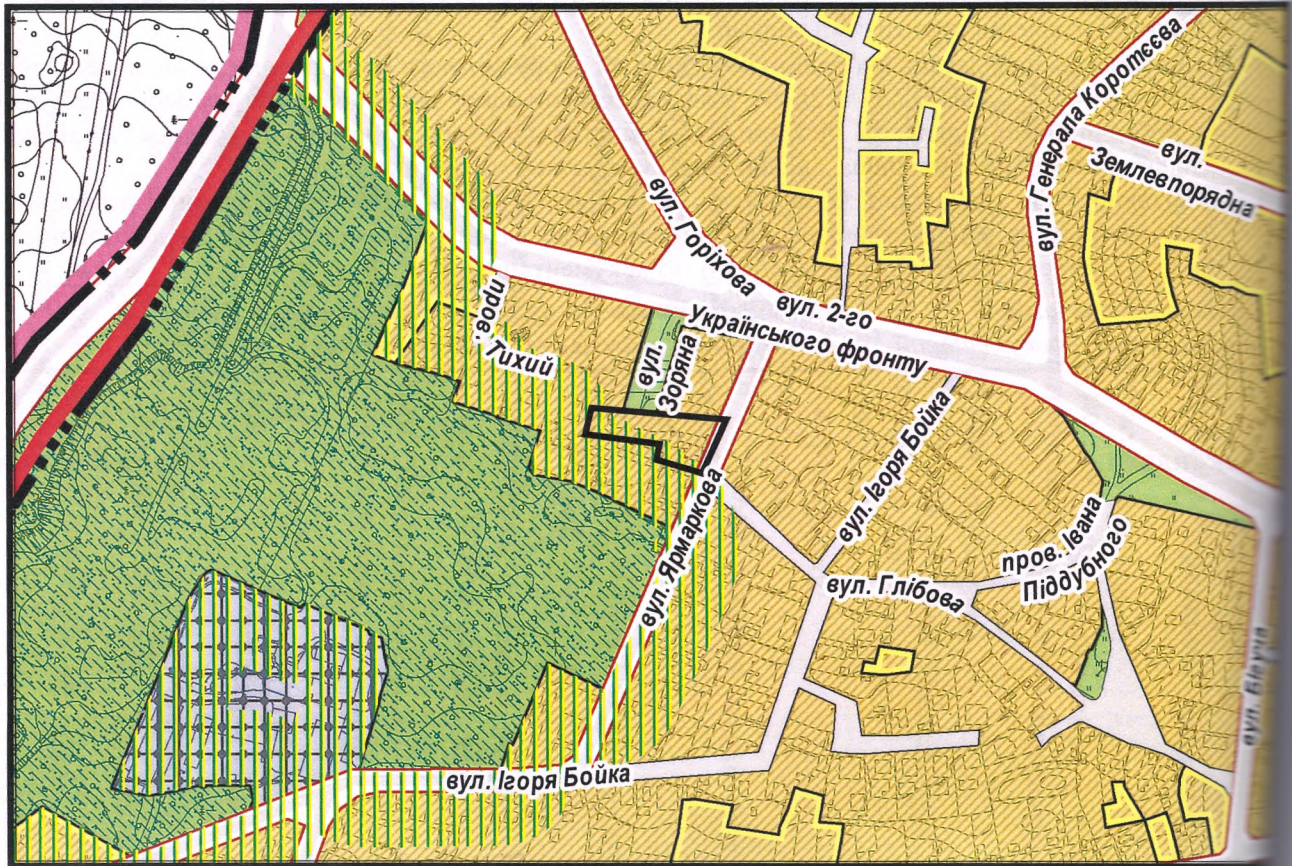 вул. Генерала Коротєєва
вул.
Землевпорядна
вул. Горіхова
вул. 2-го
Українського фронту
пров.
Тихий
вул.
Зоряна
вул. Ігоря Бойка
вул. Ярмаркова
пров. Івана
Піддубного
вул. Глібова
вул. Ігоря Бойка